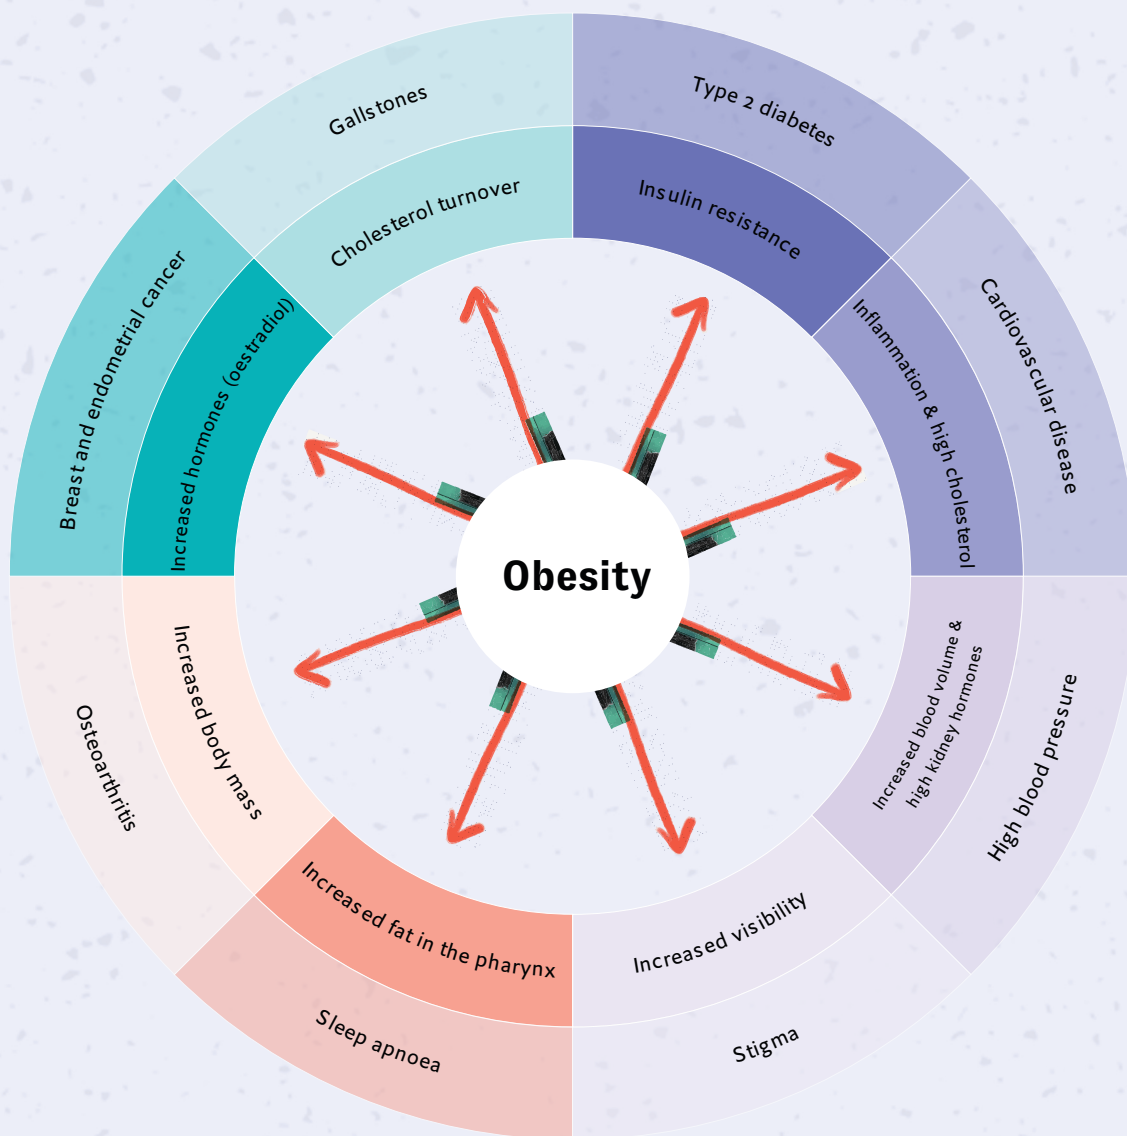 Obesity
Insulin resistance
Type 2 diabetes
Inflammation & high cholesterol
Cardiovascular disease
Increased blood volume &
high kidney hormones
High blood pressure
Increased visibility
Stigma
Increased fat in the pharynx
Sleep apnoea
Increased body mass
Osteoarthritis
Increased hormones (oestradiol)
Breast and endometrial cancer
Cholesterol turnover
Gallstones